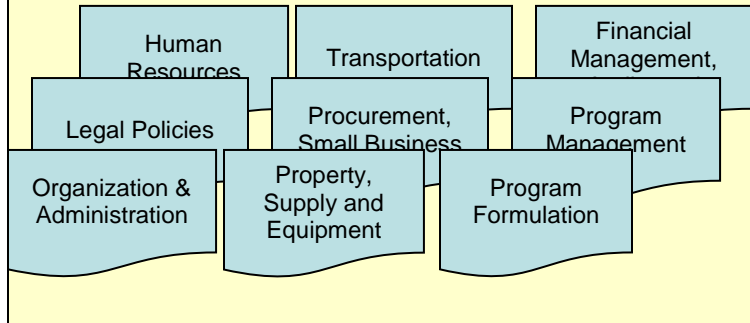 Human
Resources
Transportation
Financial
Management,
Legal Policies
Procurement,
Small Business
Program
Management
Organization &
Administration
Property,
Supply and
Equipment
Program
Formulation